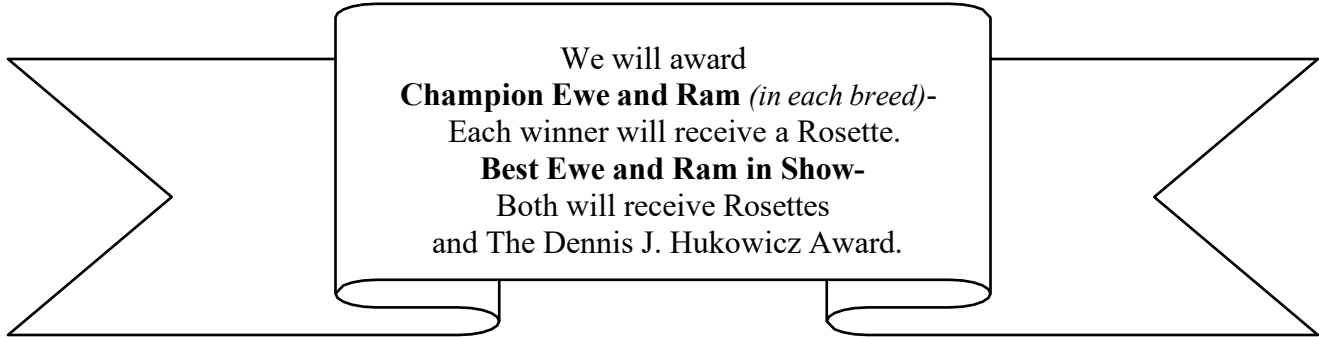 We will award
Champion Ewe and Ram (in each breed)-
Each winner will receive a Rosette.
Best Ewe and Ram in Show-
Both will receive Rosettes
and The Dennis J. Hukowicz Award.